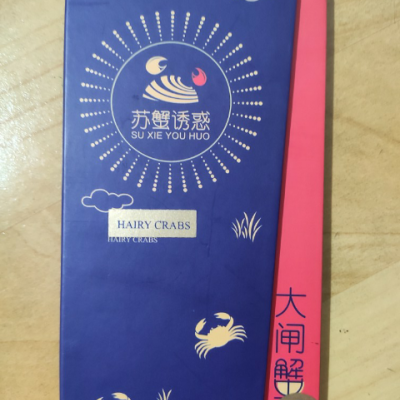 苏蟹诱惑
SU XIE YOU HUO
HAIRY CRABS
HAIRY CRABS
大闸蟹